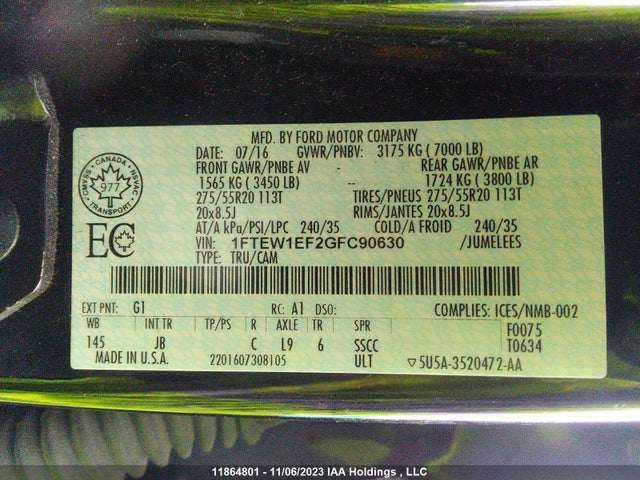 MFD. BY FORD MOTOR COMPANY
DATE: 07/16 GVWR/PNBV: 3175 KG ( 7000 LB)
FRONT GAWR/PNBE AV REAR GAWR/PNBE AR
1565 KG ( 3450 LB) -- 1724 KG ( 3800 LB)
275/55R20 113T TIRES/PNEUS 275/55R20 113T
20x8.5J RIMS/JANTES 20x8.5J
AT/A kPa/PSI/LPC 240/35 COLD/A FROID 240/35
VIN: 1FTEW1EF2GFC90630 /JUMELEES
TYPE: TRU/CAM
CANADA
CMVSS NSVAC
977
TRANSPORT
EC
EXT PNT: G1 RC: A1 DSO: COMPLIES: ICES/NMB-002
WB INT TR TP/PS R AXLE TR SPR F0075
145 JB C L9 6 SSCC T0634
MADE IN U.S.A. 2201607308105 ULT ▽5U5A-3520472-AA
11864801 - 11/06/2023 IAA Holdings , LLC